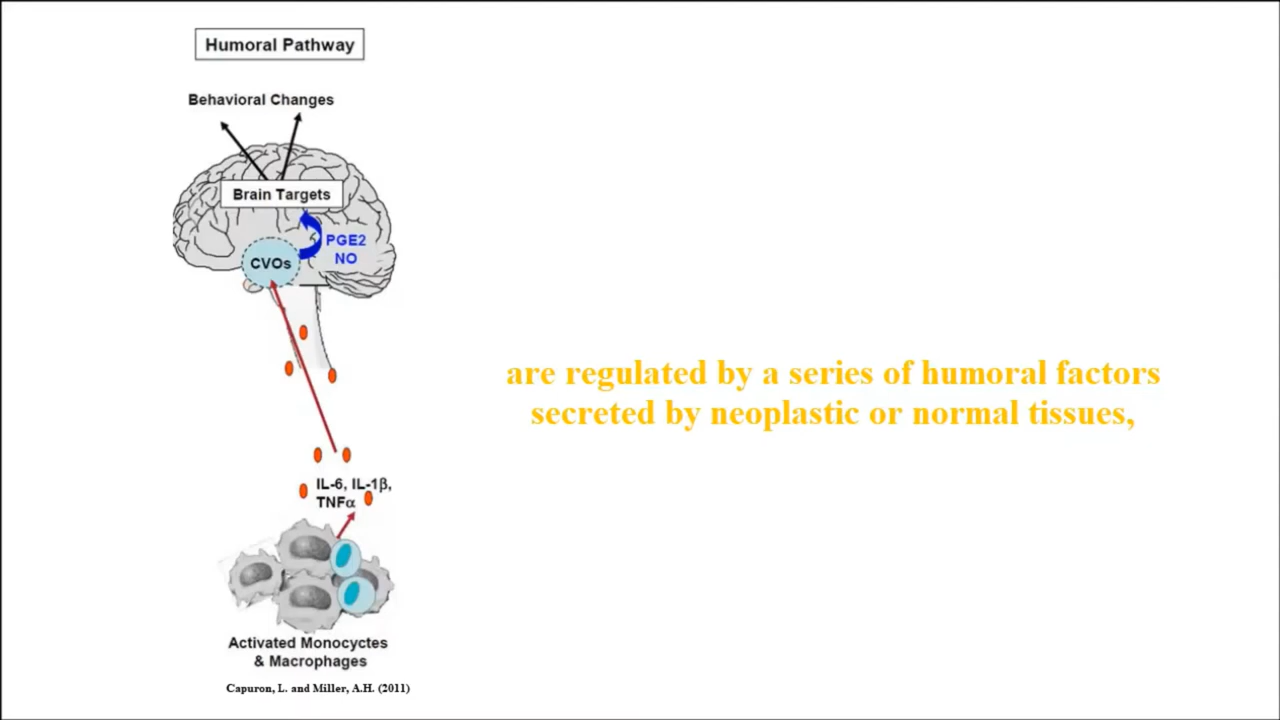 Humoral Pathway
Behavioral Changes
Brain Targets
PGE2
NO
CVOs
are regulated by a series of humoral factors
secreted by neoplastic or normal tissues,
IL-6, IL-1β,
TNFα
Activated Monocyctes
& Macrophages
Capuron, L. and Miller, A.H. (2011)